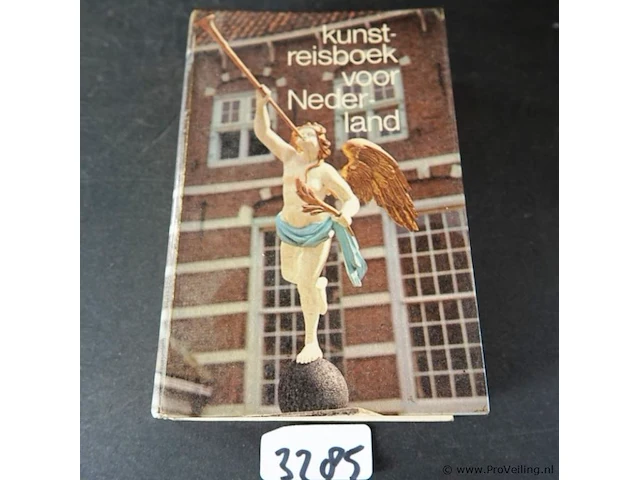 kunst-
reisboek
voor
Neder-
land
3285
© www.ProVeiling.nl